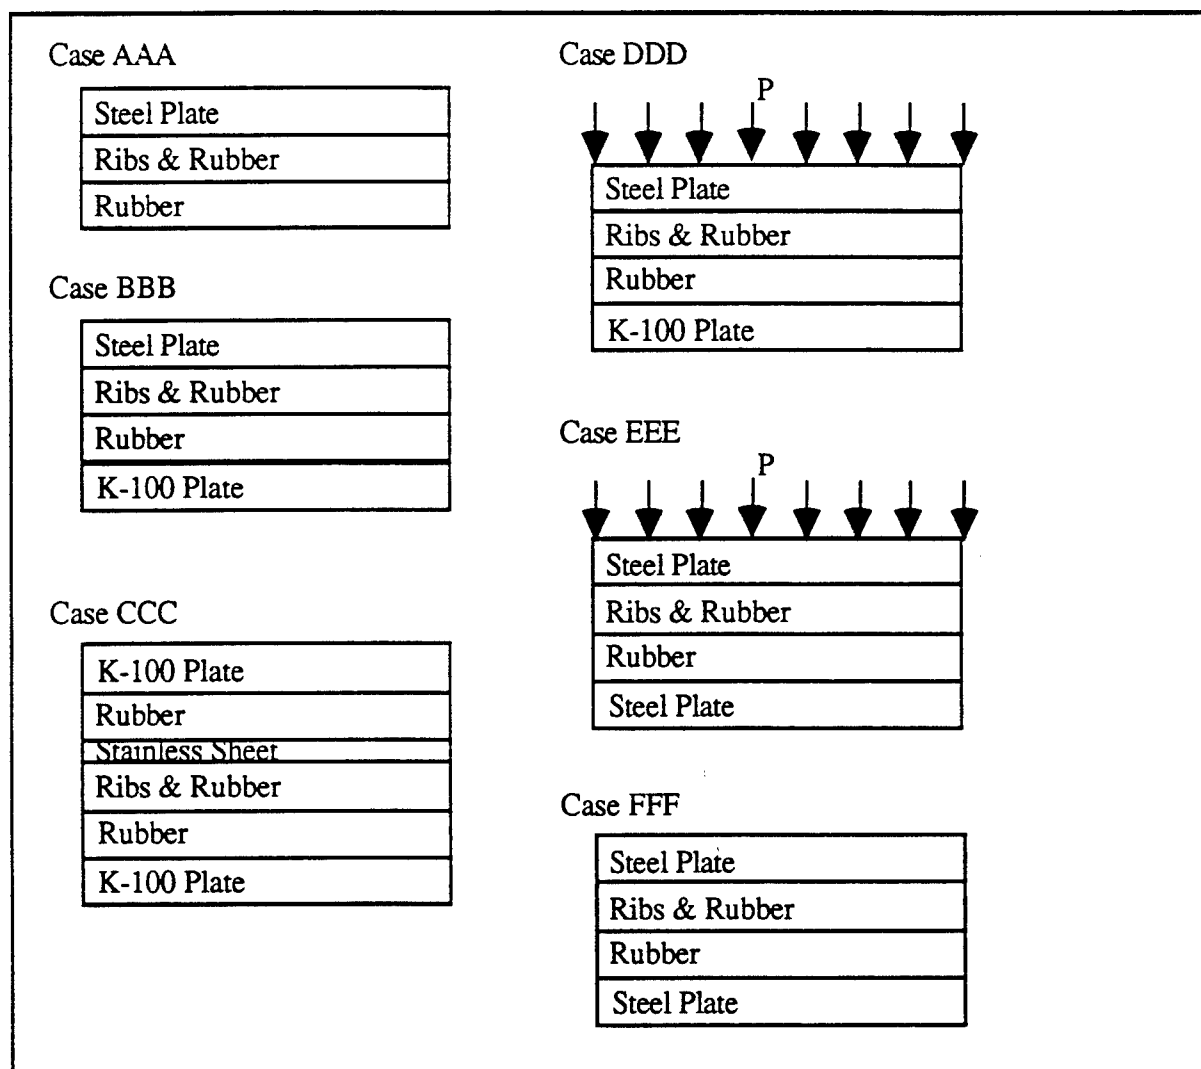 Case AAA
Steel Plate
Ribs & Rubber
Rubber
Case BBB
Steel Plate
Ribs & Rubber
Rubber
K-100 Plate
Case CCC
K-100 Plate
Rubber
Stainless Sheet
Ribs & Rubber
Rubber
K-100 Plate
Case DDD
P
Steel Plate
Ribs & Rubber
Rubber
K-100 Plate
Case EEE
P
Steel Plate
Ribs & Rubber
Rubber
Steel Plate
Case FFF
Steel Plate
Ribs & Rubber
Rubber
Steel Plate